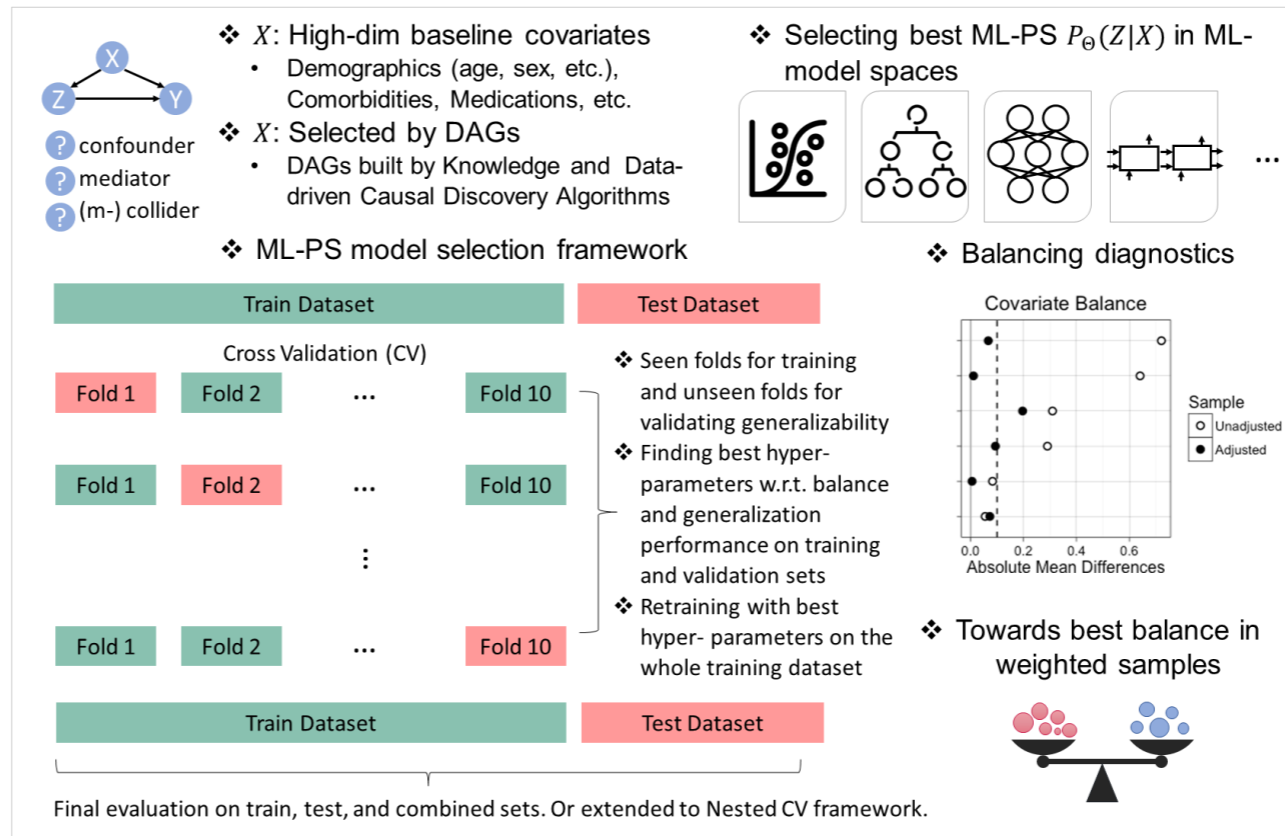 X
Z
Y
? confounder
? mediator
? (m-) collider
❖ X: High-dim baseline covariates
• Demographics (age, sex, etc.),
Comorbidities, Medications, etc.
❖ X: Selected by DAGs
• DAGs built by Knowledge and Data-
driven Causal Discovery Algorithms
❖ Selecting best ML-PS P_Θ(Z|X) in ML-
model spaces
...
❖ ML-PS model selection framework
Train Dataset
Test Dataset
Cross Validation (CV)
Fold 1
Fold 2
...
Fold 10
Fold 1
Fold 2
...
Fold 10
⋮
Fold 1
Fold 2
...
Fold 10
❖ Seen folds for training
and unseen folds for
validating generalizability
❖ Finding best hyper-
parameters w.r.t. balance
and generalization
performance on training
and validation sets
❖ Retraining with best
hyper- parameters on the
whole training dataset
Train Dataset
Test Dataset
Final evaluation on train, test, and combined sets. Or extended to Nested CV framework.
❖ Balancing diagnostics
Covariate Balance
Sample
Unadjusted
Adjusted
0.0
0.2
0.4
0.6
Absolute Mean Differences
❖ Towards best balance in
weighted samples